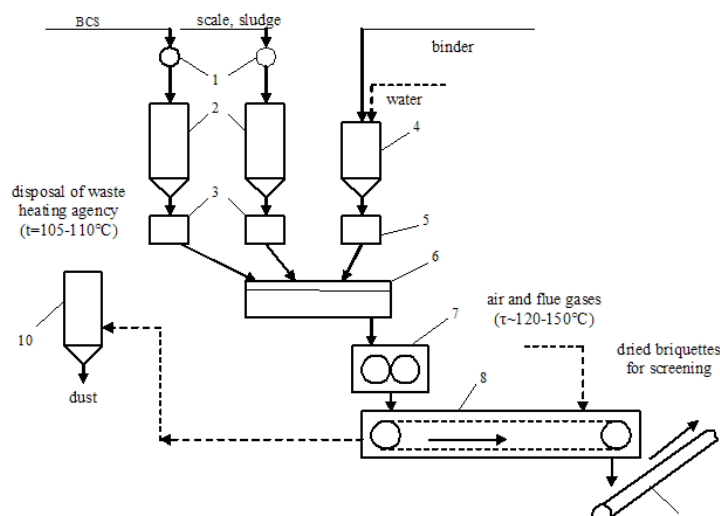 BCS
scale, sludge
binder
1
water
2
4
disposal of waste
heating agency
(t=105-110℃)
3
5
6
air and flue gases
(τ~120-150℃)
7
10
dried briquettes
for screening
dust
8